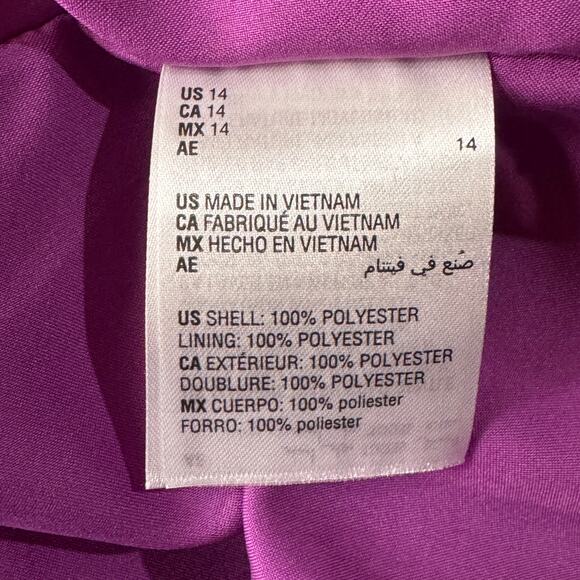 US 14
CA 14
MX 14
AE 14
US MADE IN VIETNAM
CA FABRIQUÉ AU VIETNAM
MX HECHO EN VIETNAM
AE صُنع في فيتنام
US SHELL: 100% POLYESTER
LINING: 100% POLYESTER
CA EXTÉRIEUR: 100% POLYESTER
DOUBLURE: 100% POLYESTER
MX CUERPO: 100% poliester
FORRO: 100% poliester